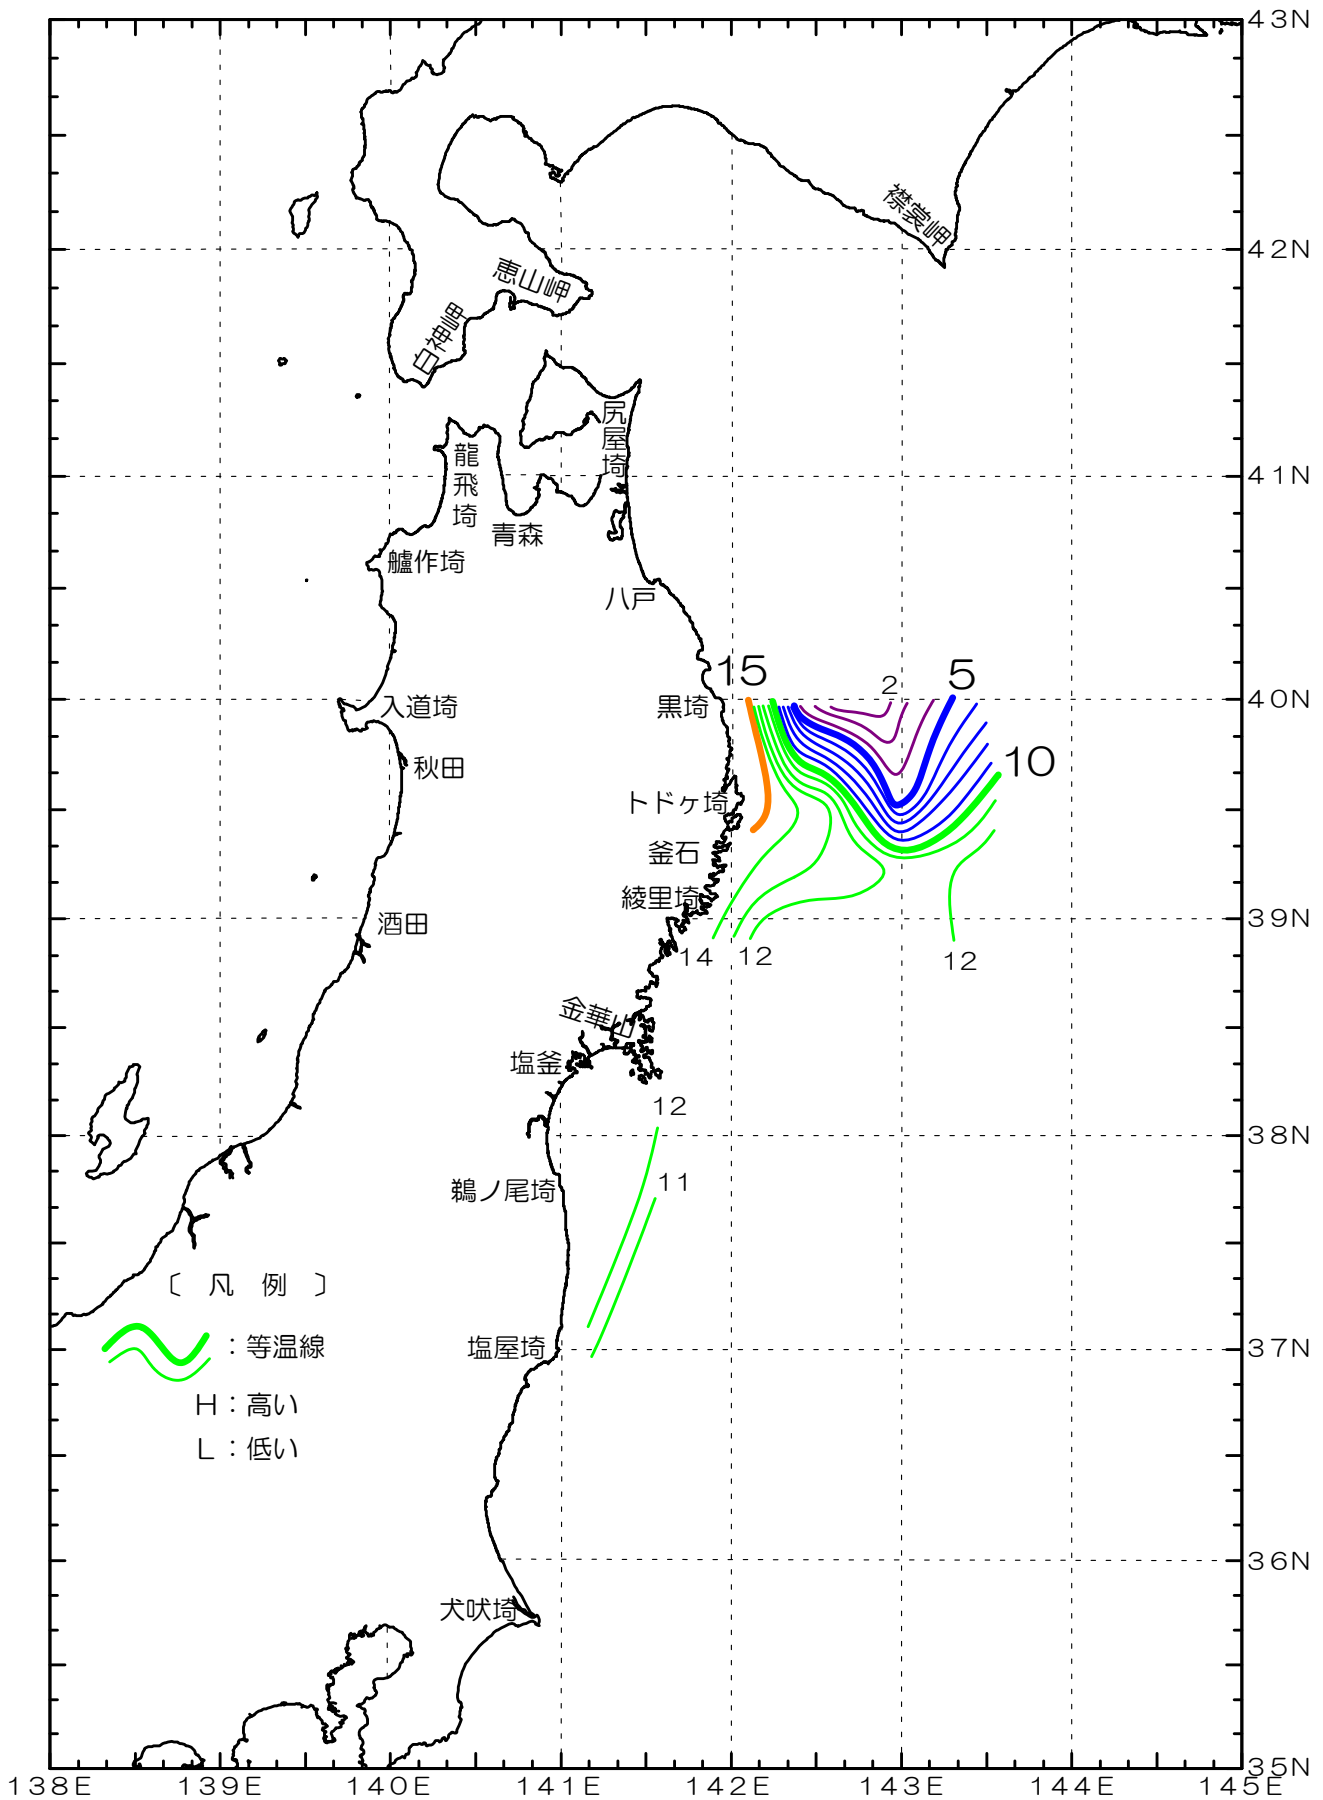 43N
襟裳岬
42N
恵山岬
白神岬
尻屋埼
龍飛埼
41N
青森
艫作埼
八戸
15
2
5
入道埼
黒埼
40N
秋田
10
トドヶ埼
釜石
綾里埼
酒田
39N
14
12
12
金華山
塩釜
12
38N
鵜ノ尾埼
11
〔 凡 例 〕
：等温線
塩屋埼
37N
H：高い
L：低い
36N
犬吠埼
35N
138E 139E 140E 141E 142E 143E 144E 145E